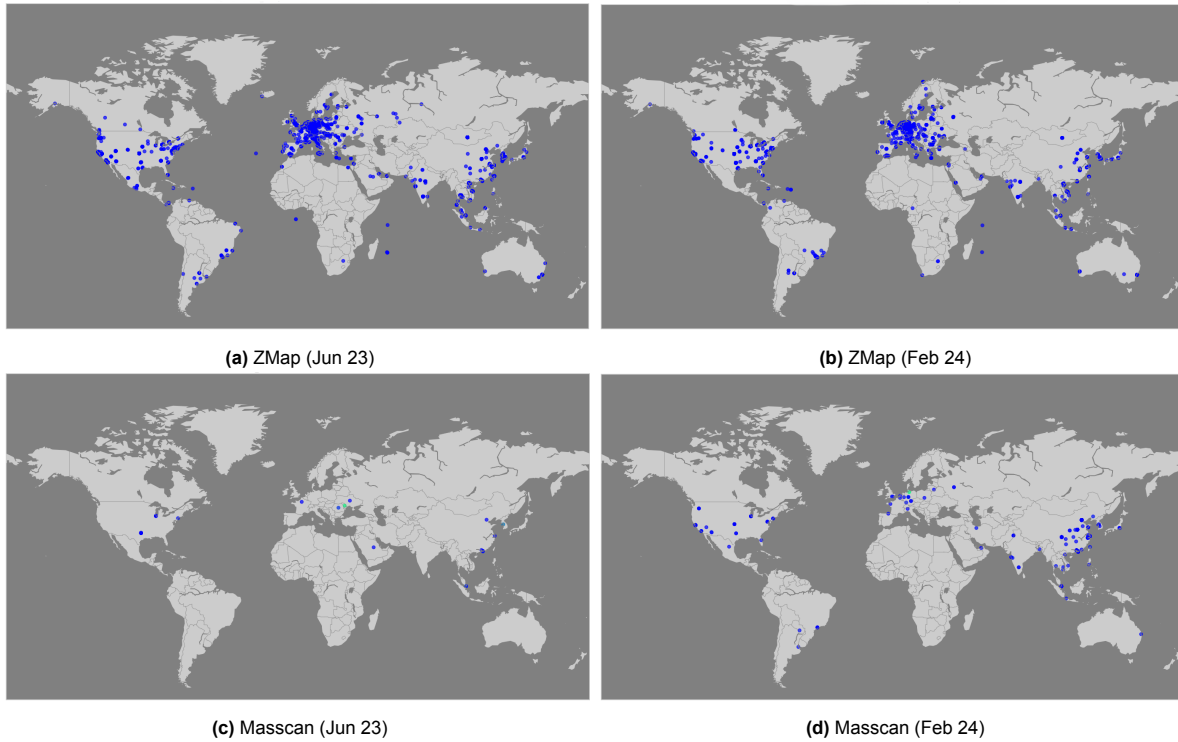 (a) ZMap (Jun 23)
(b) ZMap (Feb 24)
(c) Masscan (Jun 23)
(d) Masscan (Feb 24)